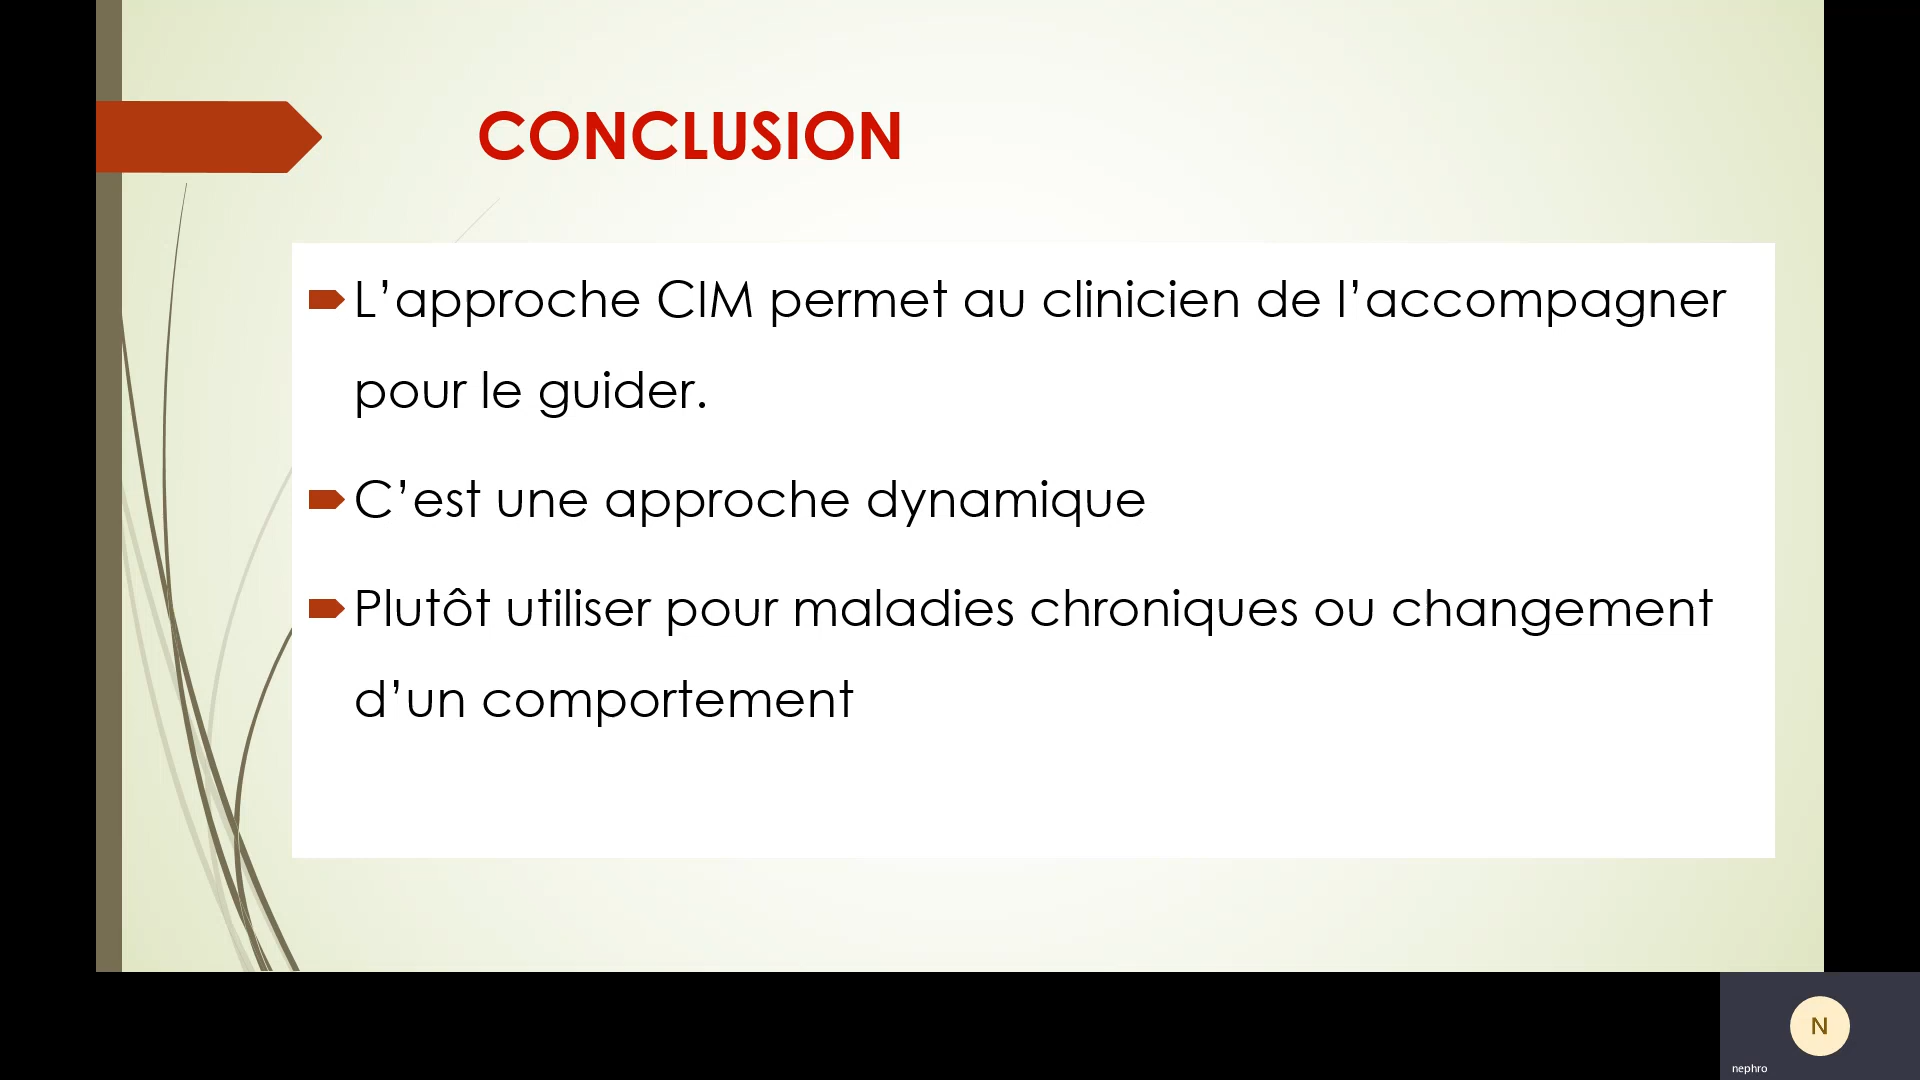 CONCLUSION
L’approche CIM permet au clinicien de l’accompagner
pour le guider.
C’est une approche dynamique
Plutôt utiliser pour maladies chroniques ou changement
d’un comportement
N
nephro